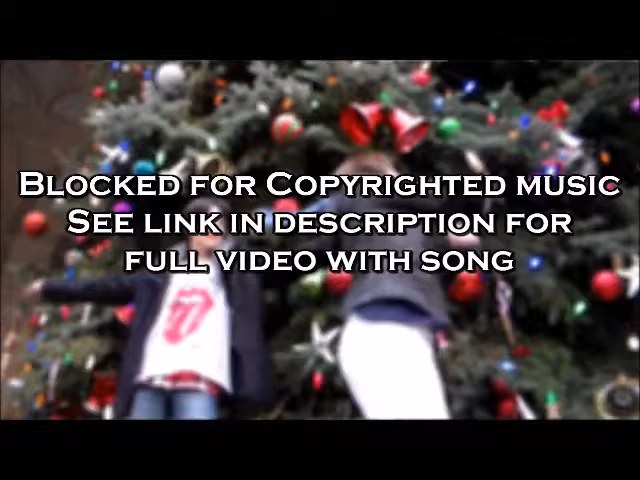 Blocked for Copyrighted music
See link in description for
full video with song